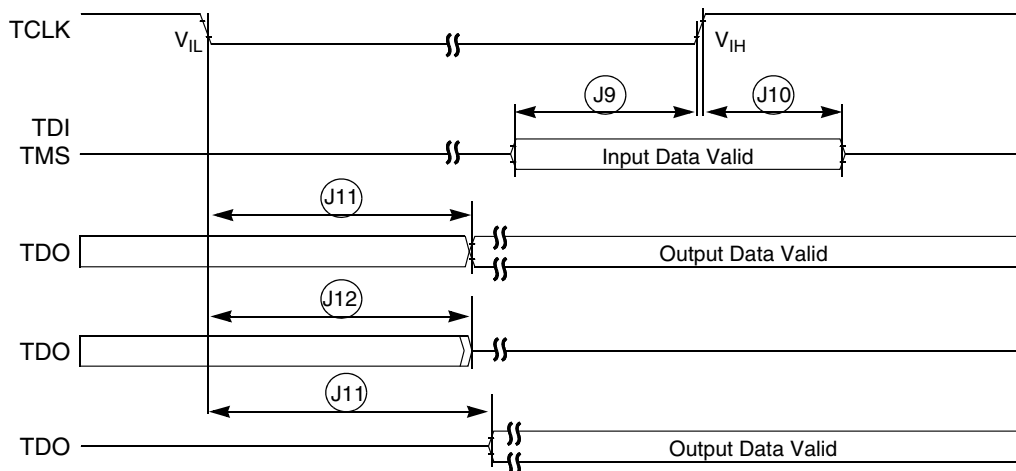 TCLK
VIL
VIH
J9
J10
TDI
TMS
Input Data Valid
J11
TDO
Output Data Valid
J12
TDO
J11
TDO
Output Data Valid